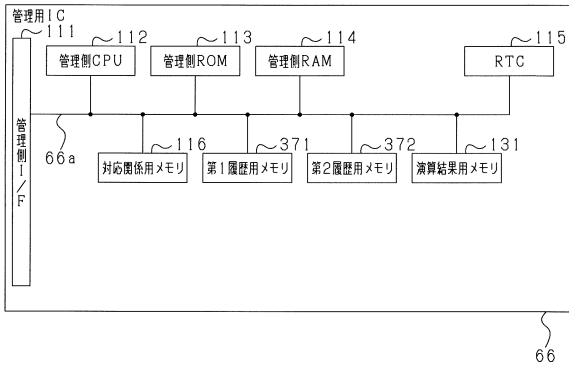 管理用IC
111
112
113
114
115
管理側CPU
管理側ROM
管理側RAM
RTC
管理側I/F
66a
116
371
372
131
対応関係用メモリ
第1履歴用メモリ
第2履歴用メモリ
演算結果用メモリ
66